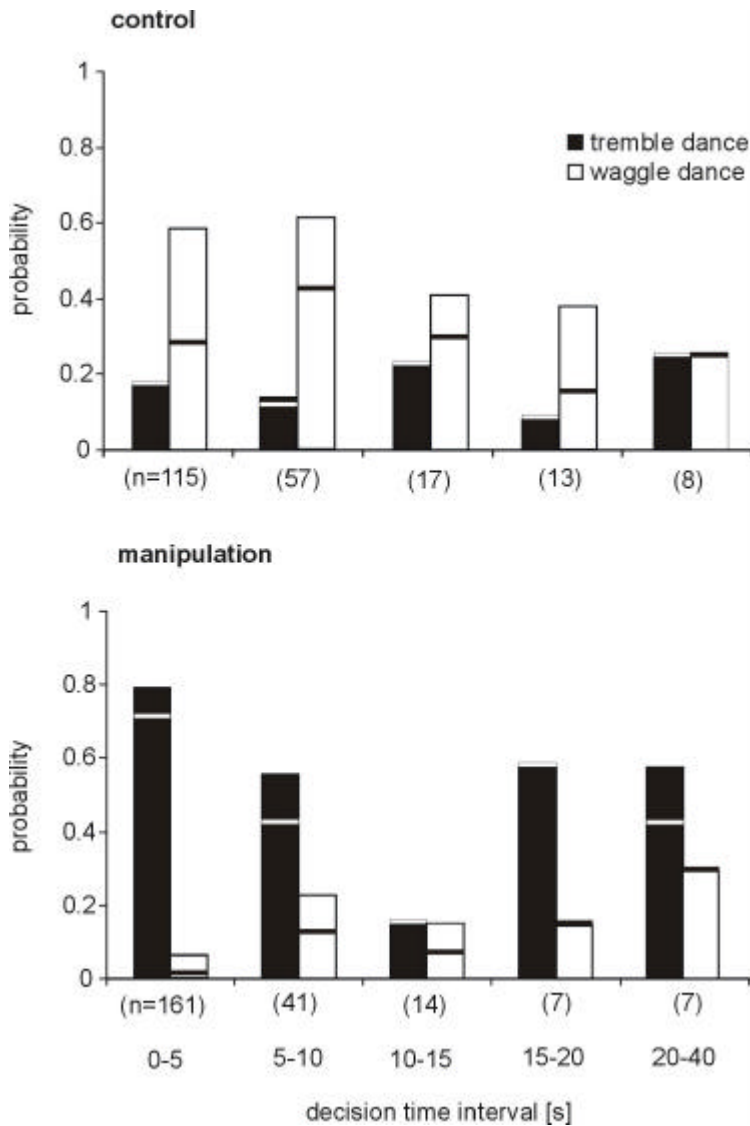 control
1
0.8
0.6
0.4
0.2
0
probability
tremble dance
waggle dance
(n=115) (57) (17) (13) (8)
manipulation
1
0.8
0.6
0.4
0.2
0
probability
(n=161) (41) (14) (7) (7)
0-5 5-10 10-15 15-20 20-40
decision time interval [s]